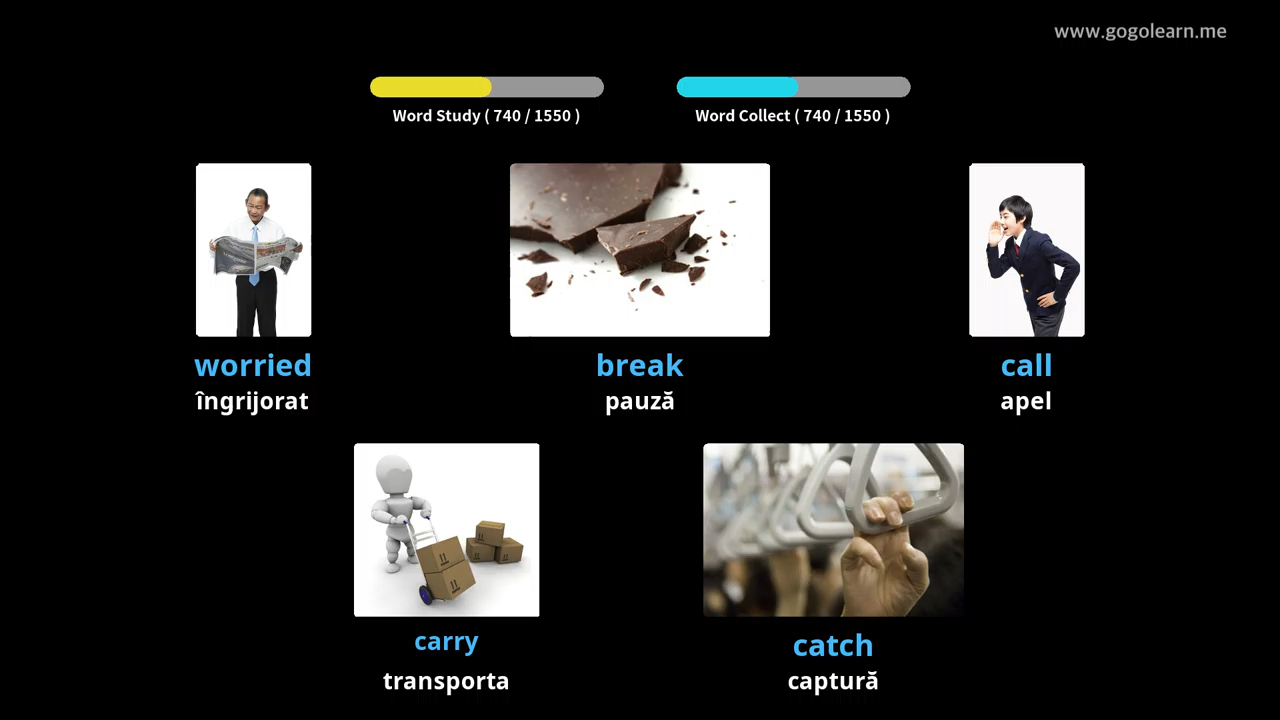 www.gogolearn.me
Word Study ( 740 / 1550 )
Word Collect ( 740 / 1550 )
worried
îngrijorat
break
pauză
call
apel
carry
transporta
catch
captură